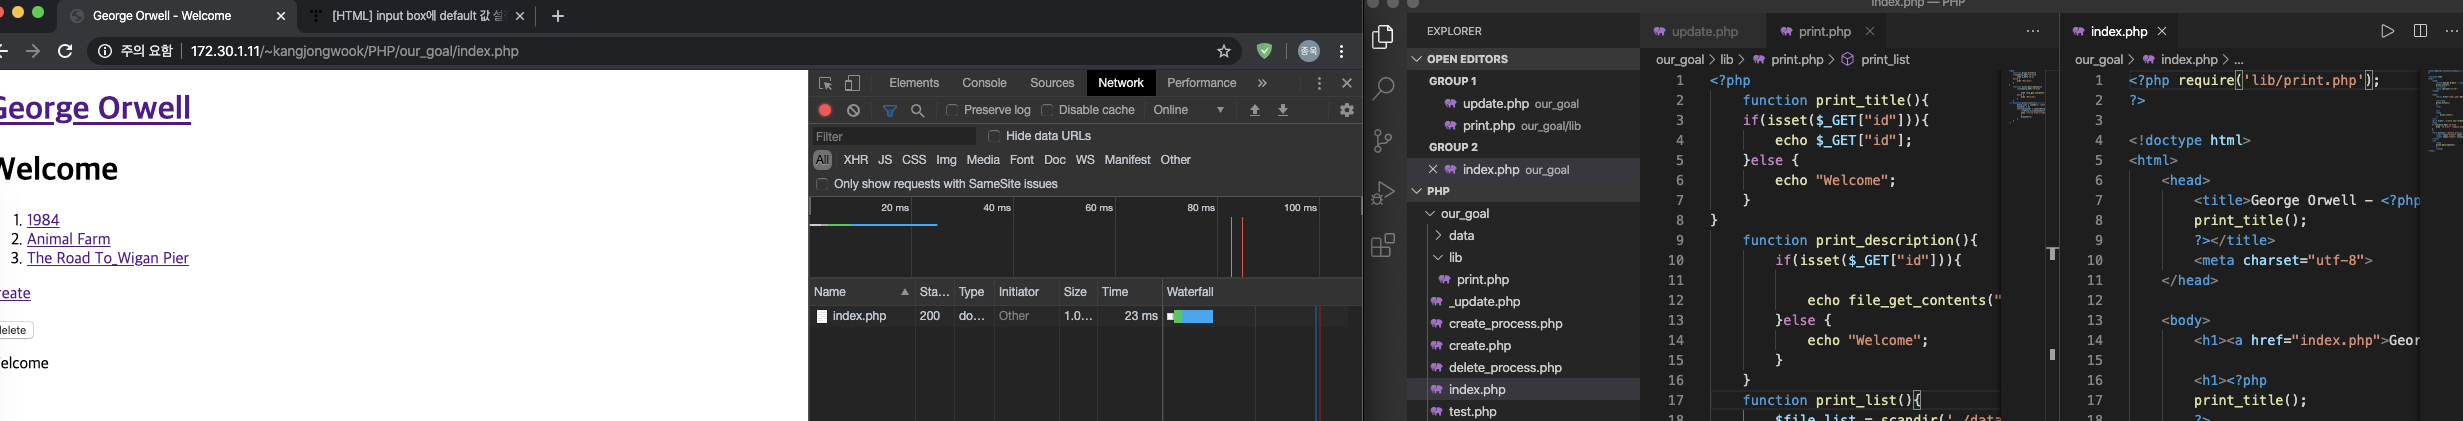 George Orwell - Welcome
[HTML] input box에 default 값 설
주의 요함
172.30.1.11/~kangjongwook/PHP/our_goal/index.php
종욱
George Orwell
Welcome
1. 1984
2. Animal Farm
3. The Road To_Wigan Pier
reate
elete
elcome
Elements
Console
Sources
Network
Performance
Preserve log
Disable cache
Online
Filter
Hide data URLs
All
XHR JS CSS Img Media Font Doc WS Manifest Other
Only show requests with SameSite issues
20 ms
40 ms
60 ms
80 ms
100 ms
Name
Sta...
Type
Initiator
Size
Time
Waterfall
index.php
200
do...
Other
1.0...
23 ms
index.php — PHP
EXPLORER
OPEN EDITORS
GROUP 1
update.php our_goal
print.php our_goal/lib
GROUP 2
index.php our_goal
PHP
our_goal
data
lib
print.php
_update.php
create_process.php
create.php
delete_process.php
index.php
test.php
update.php
print.php
our_goal > lib > print.php > print_list
1 <?php
2 function print_title(){
3 if(isset($_GET["id"])){
4 echo $_GET["id"];
5 }else {
6 echo "Welcome";
7 }
8 }
9 function print_description(){
10 if(isset($_GET["id"])){
11
12 echo file_get_contents("
13 }else {
14 echo "Welcome";
15 }
16 }
17 function print_list(){
18 $file_list = scandir('./data
index.php
our_goal > index.php > ...
1 <?php require('lib/print.php');
2 ?>
3
4 <!doctype html>
5 <html>
6 <head>
7 <title>George Orwell - <?php
8 print_title();
9 ?></title>
10 <meta charset="utf-8">
11 </head>
12
13 <body>
14 <h1><a href="index.php">Geor
15
16 <h1><?php
17 print_title();
18 ?>